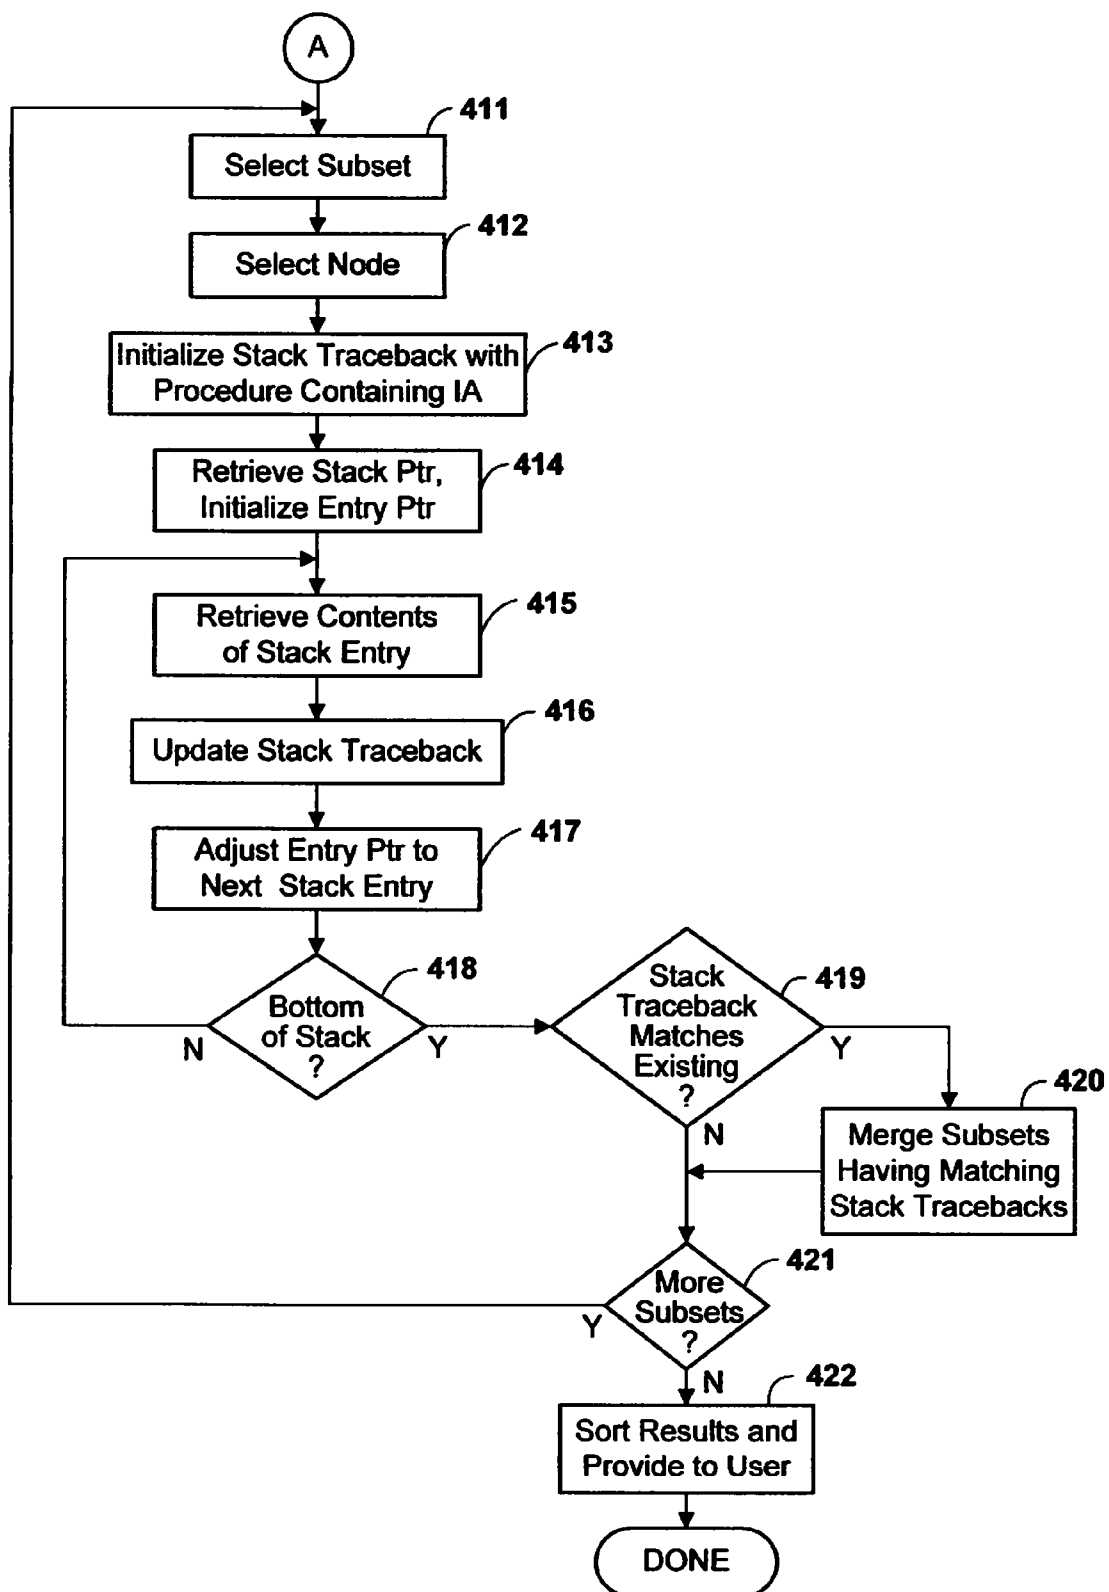 A
411
Select Subset
412
Select Node
413
Initialize Stack Traceback with
Procedure Containing IA
414
Retrieve Stack Ptr,
Initialize Entry Ptr
415
Retrieve Contents
of Stack Entry
416
Update Stack Traceback
417
Adjust Entry Ptr to
Next Stack Entry
418
Bottom
of Stack
?
N
Y
419
Stack
Traceback
Matches
Existing
?
Y
N
420
Merge Subsets
Having Matching
Stack Tracebacks
421
More
Subsets
?
Y
N
422
Sort Results and
Provide to User
DONE